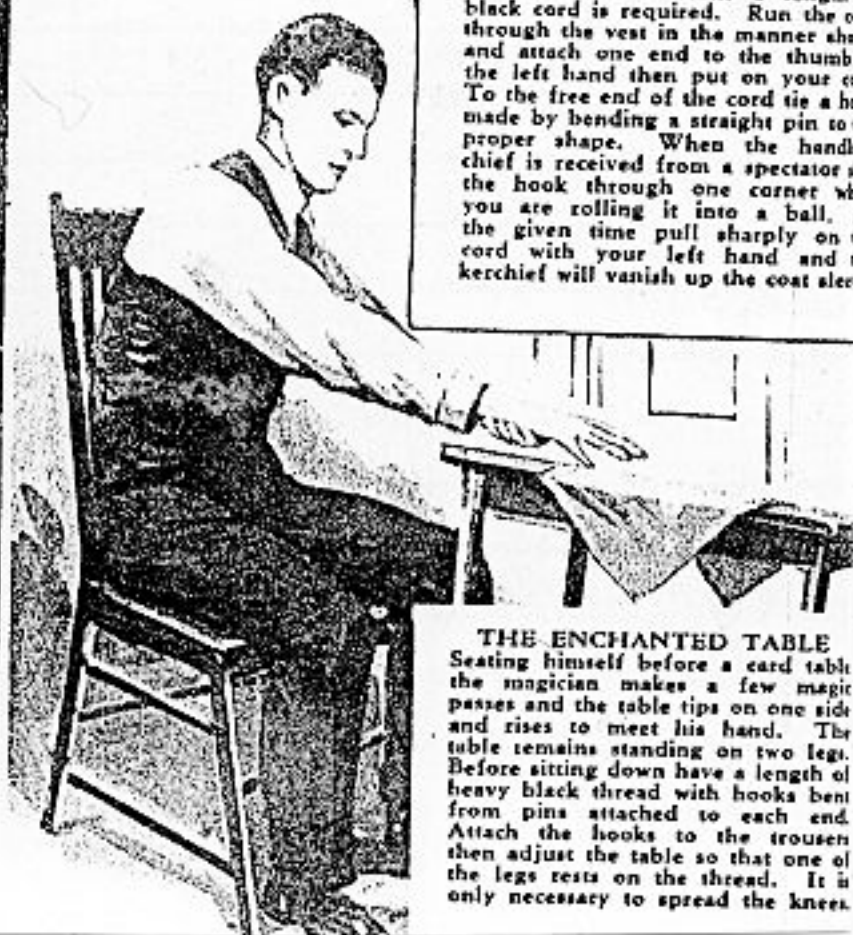 black cord is required. Run the
through the vest in the manner
and attach one end to the thumb
the left hand then put on your
To the free end of the cord tie a
made by bending a straight pin to
proper shape. When the
chief is received from a spectator
the hook through one corner
you are rolling it into a ball.
the given time pull sharply on
cord with your left hand and
kerchief will vanish up the coat
THE ENCHANTED TABLE
Seating himself before a card table
the magician makes a few magic
passes and the table tips on one side
and rises to meet his hand. The
table remains standing on two legs.
Before sitting down have a length of
heavy black thread with hooks bent
from pins attached to each end.
Attach the hooks to the trousers
then adjust the table so that one of
the legs rests on the thread. It is
only necessary to spread the knees.